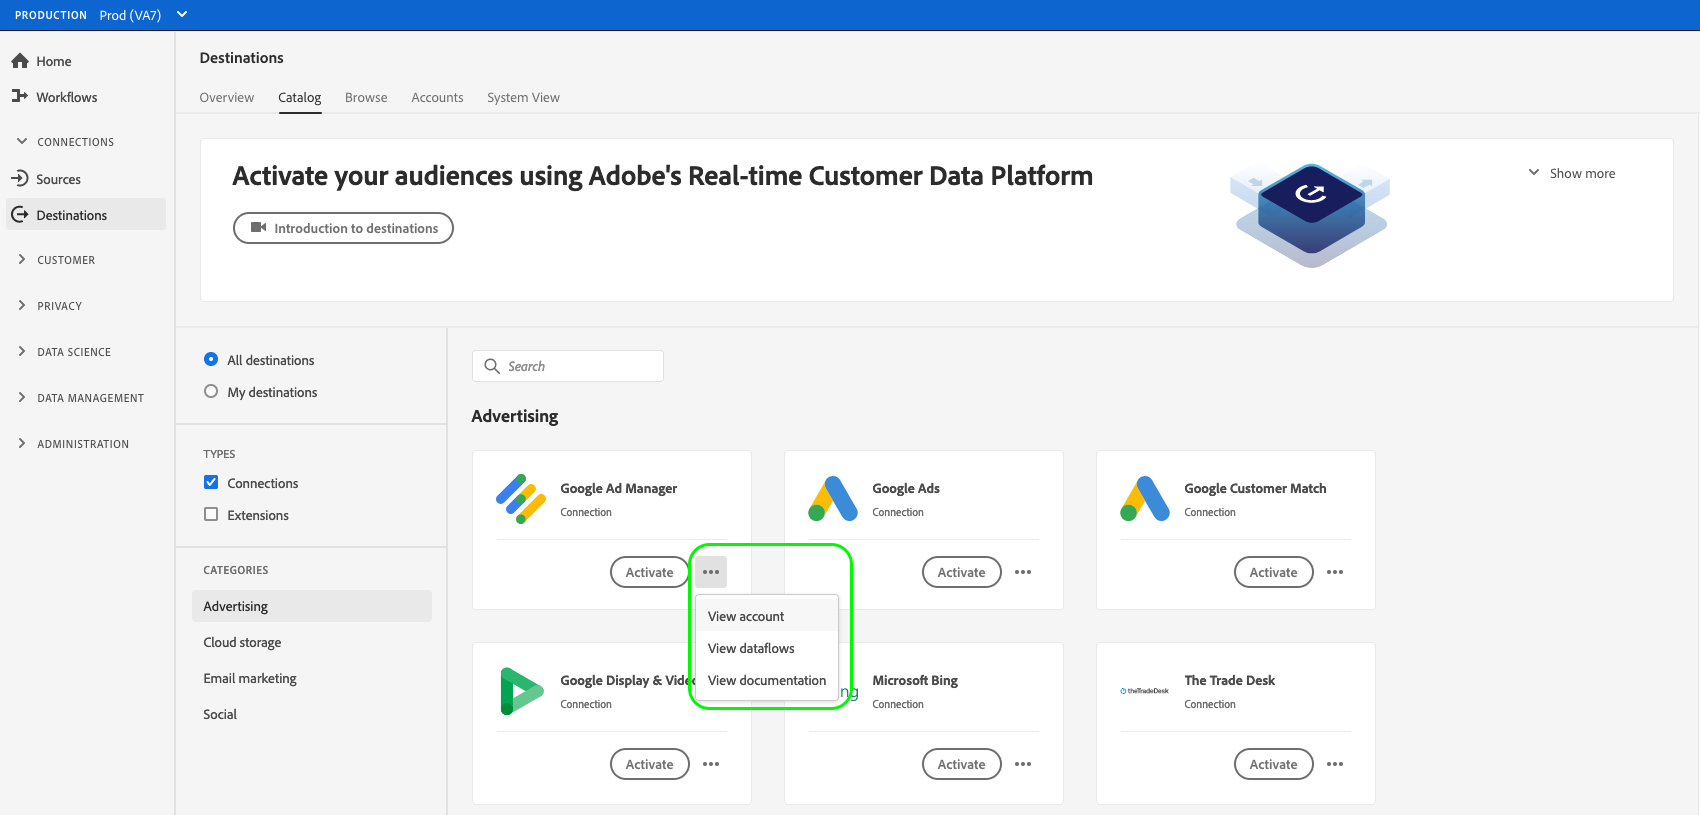 PRODUCTION Prod (VA7)
Home
Workflows
CONNECTIONS
Sources
Destinations
CUSTOMER
PRIVACY
DATA SCIENCE
DATA MANAGEMENT
ADMINISTRATION
Destinations
Overview Catalog Browse Accounts System View
Activate your audiences using Adobe's Real-time Customer Data Platform
Introduction to destinations
Show more
All destinations
My destinations
TYPES
Connections
Extensions
CATEGORIES
Advertising
Cloud storage
Email marketing
Social
Search
Advertising
Google Ad Manager
Connection
Activate
Google Ads
Connection
Activate
Google Customer Match
Connection
Activate
View account
View dataflows
View documentation
Google Display & Vide
Connection
Activate
ng
Microsoft Bing
Connection
Activate
theTradeDesk
The Trade Desk
Connection
Activate